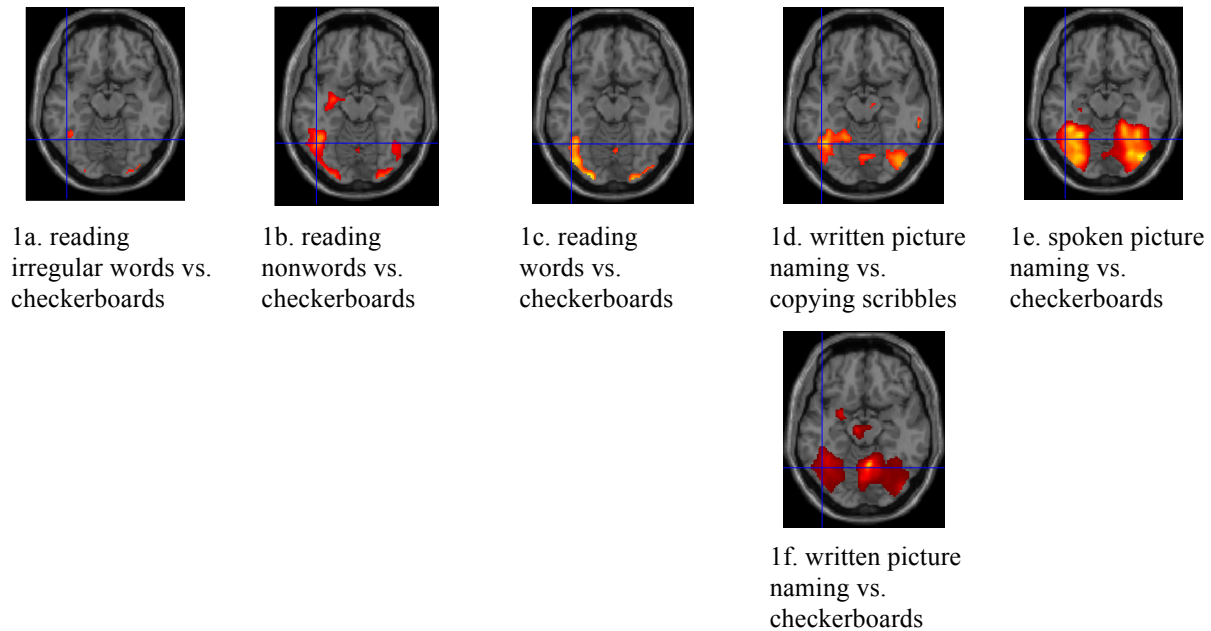 1a. reading
irregular words vs.
checkerboards
1b. reading
nonwords vs.
checkerboards
1c. reading
words vs.
checkerboards
1d. written picture
naming vs.
copying scribbles
1e. spoken picture
naming vs.
checkerboards
1f. written picture
naming vs.
checkerboards